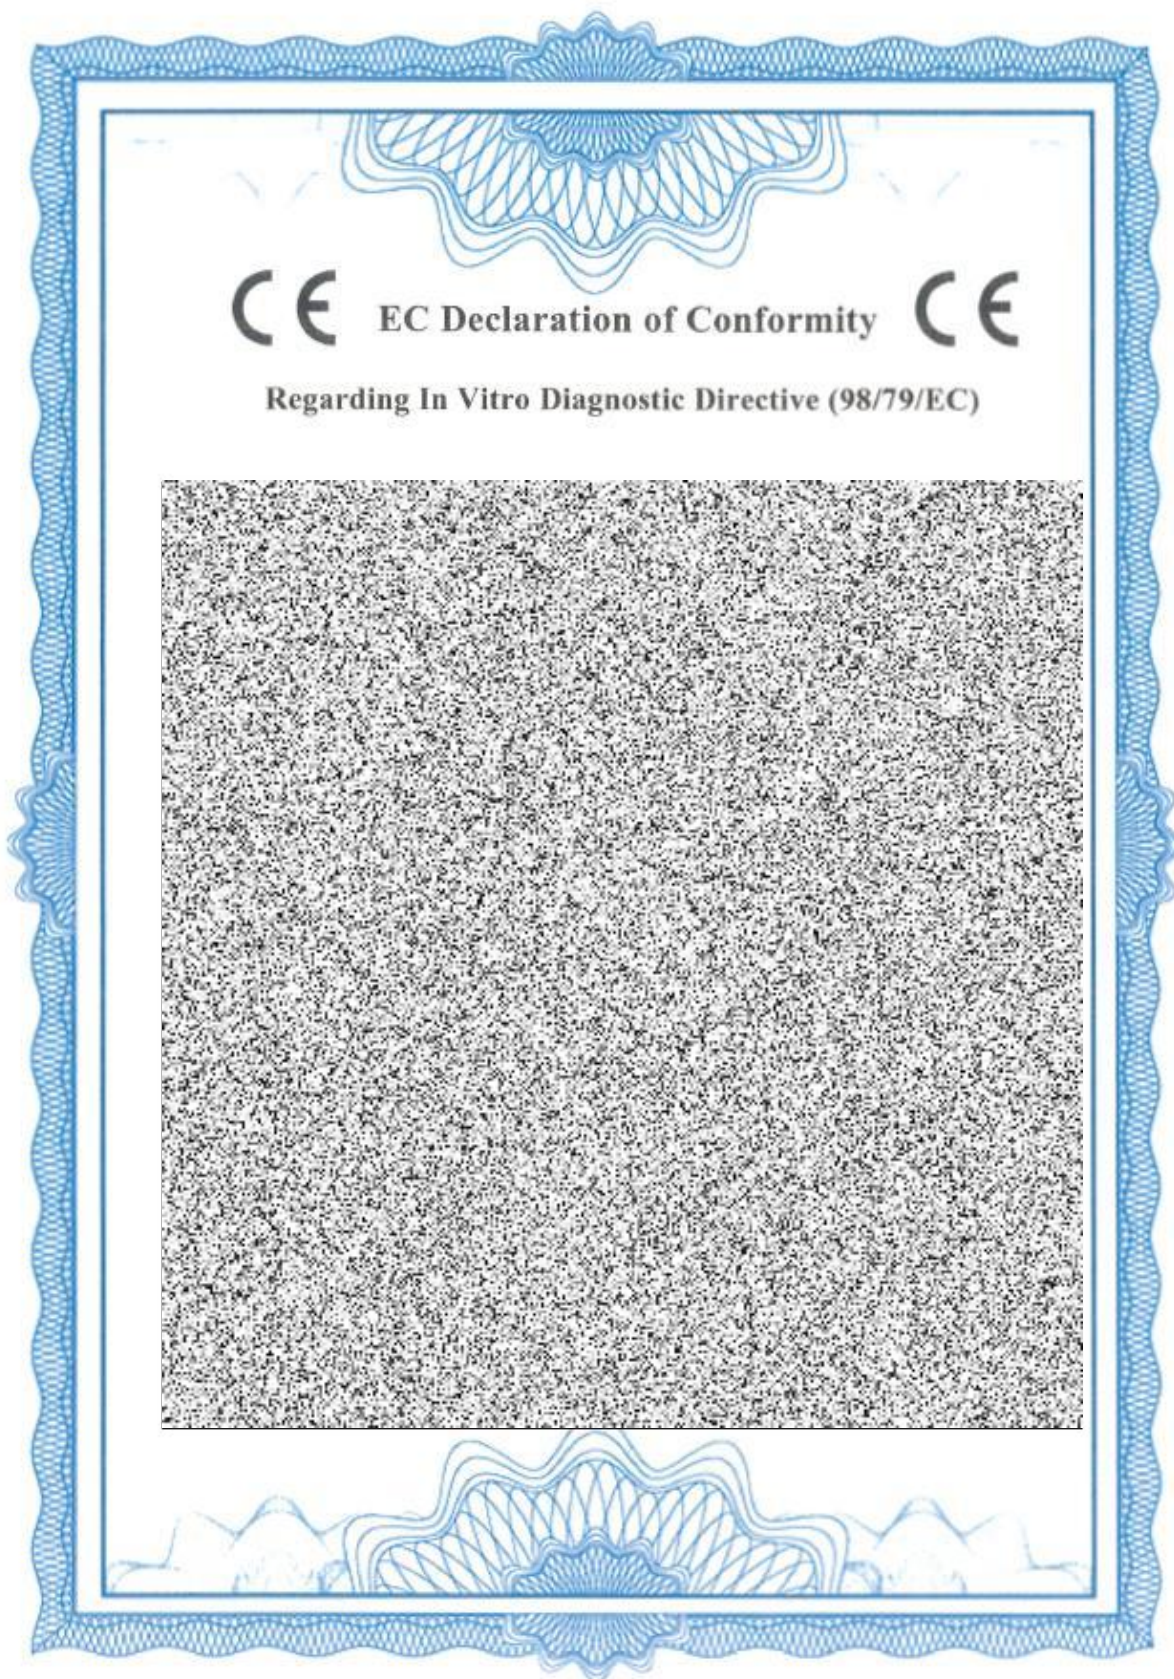 CE EC Declaration of Conformity CE
Regarding In Vitro Diagnostic Directive (98/79/EC)